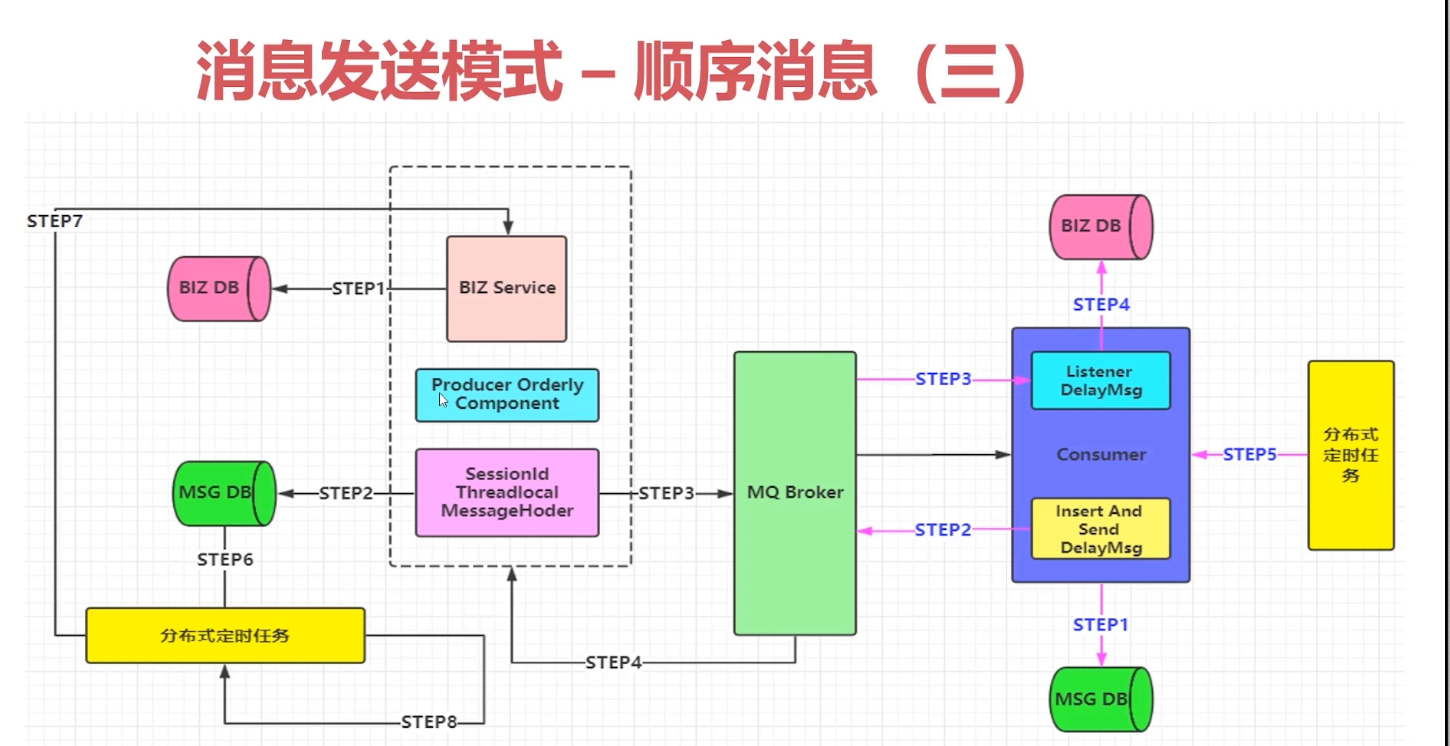 消息发送模式 – 顺序消息（三）
STEP7
BIZ DB
STEP1
BIZ Service
Producer Orderly
Component
MSG DB
STEP2
SessionId
Threadlocal
MessageHoder
STEP3
MQ Broker
STEP6
分布式定时任务
STEP4
STEP8
BIZ DB
STEP4
STEP3
Listener
DelayMsg
Consumer
STEP5
分布式
定时任
务
STEP2
Insert And
Send
DelayMsg
STEP1
MSG DB